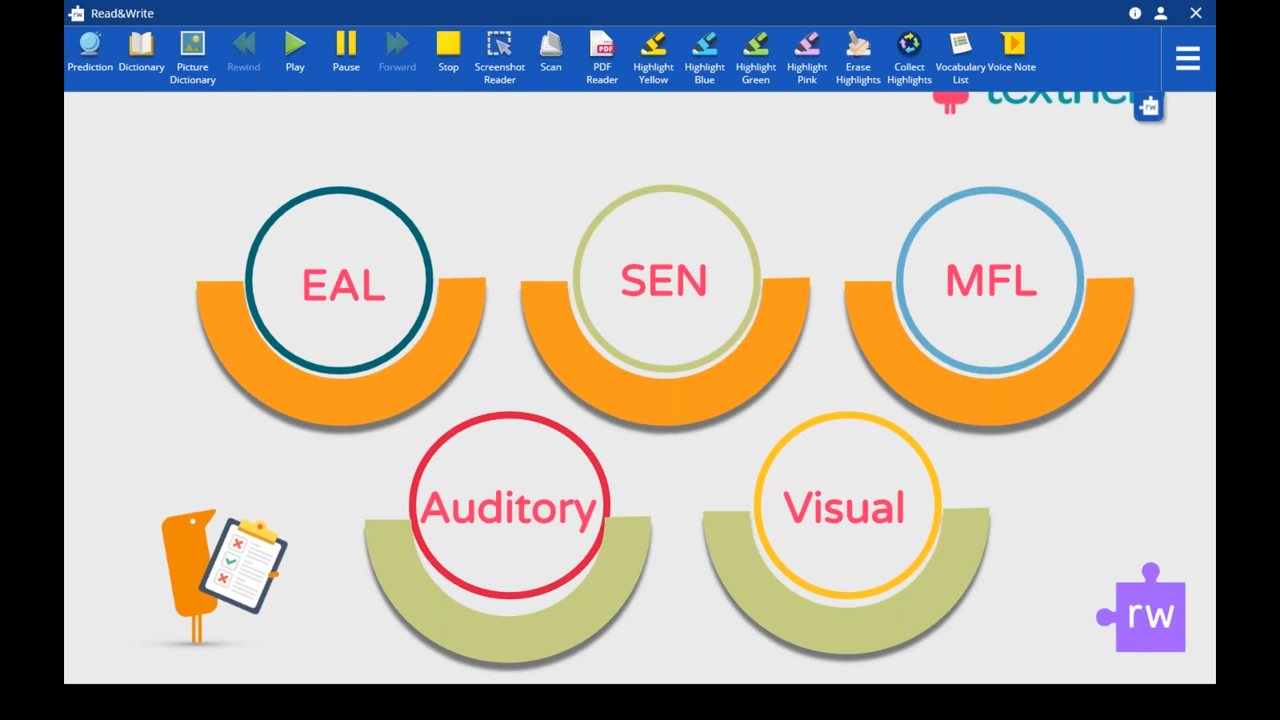 rw Read&Write
Prediction Dictionary Picture Dictionary Rewind Play Pause Forward Stop Screenshot Reader Scan PDF Reader Highlight Yellow Highlight Blue Highlight Green Highlight Pink Erase Highlights Collect Highlights Vocabulary List Voice Note
rw
EAL SEN MFL
Auditory Visual
rw